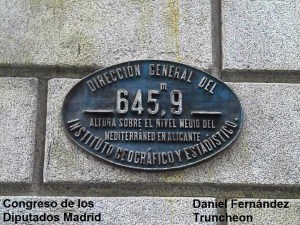 DIRECCIÓN GENERAL DEL
645,9 m
ALTURA SOBRE EL NIVEL MEDIO DEL
MEDITERRÁNEO EN ALICANTE
INSTITUTO GEOGRÁFICO Y ESTADÍSTICO.
Congreso de los
Diputados Madrid
Daniel Fernández
Truncheon